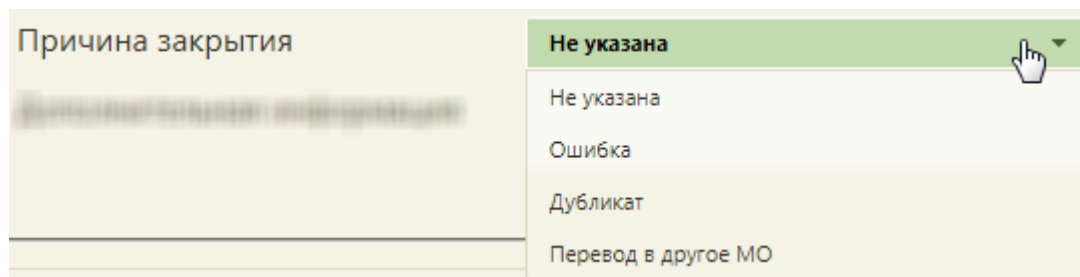 Причина закрытия
Не указана
Не указана
Ошибка
Дубликат
Перевод в другое МО